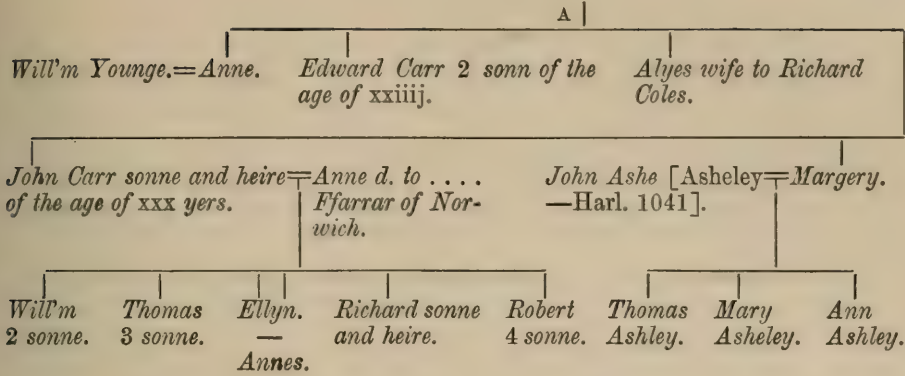 A
Will'm Younge.=Anne. Edward Carr 2 sonn of the age of xxiiij. Alyes wife to Richard Coles.
John Carr sonne and heire of the age of xxx yers.=Anne d. to .... Ffarrar of Norwich. John Ashe [Asheley—Harl. 1041].=Margery.
Will'm 2 sonne. Thomas 3 sonne. Ellyn. — Annes. Richard sonne and heire. Robert 4 sonne. Thomas Ashley. Mary Asheley. Ann Ashley.